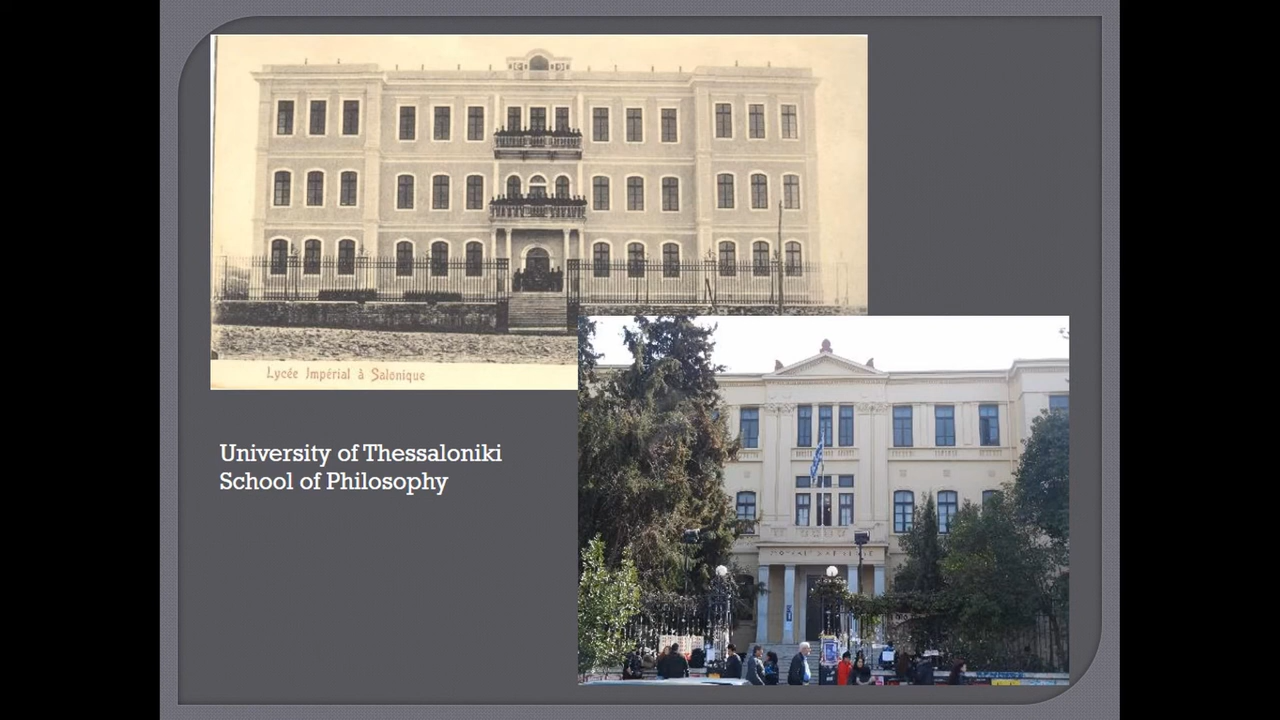 Lycée Impérial à Salonique
University of Thessaloniki
School of Philosophy